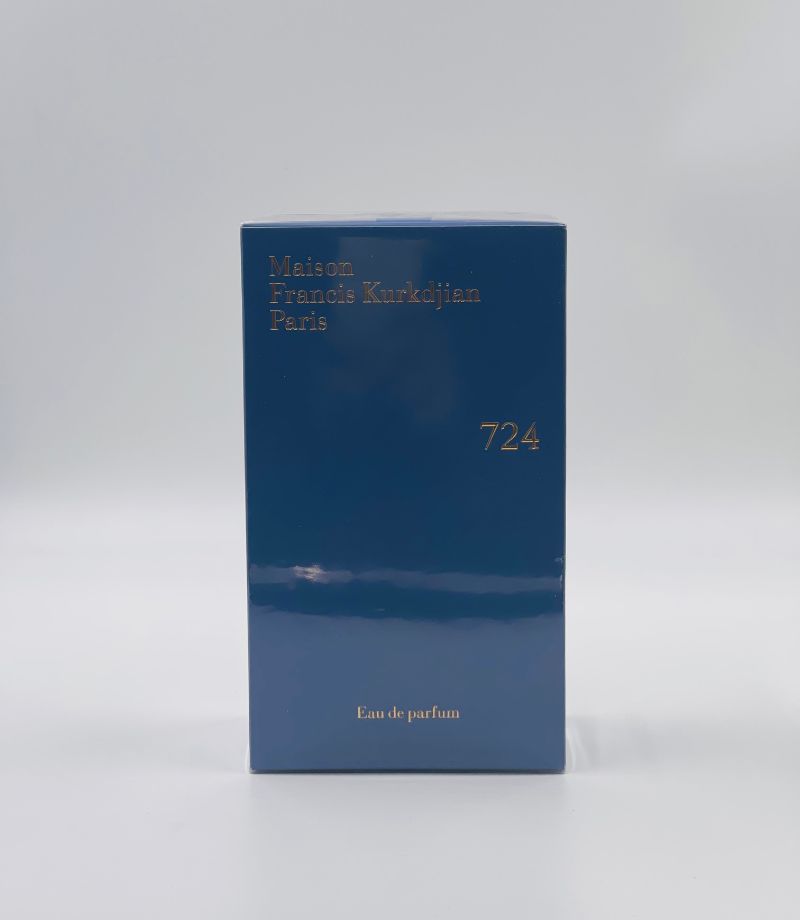 Maison
Francis Kurkdjian
Paris
724
Eau de parfum